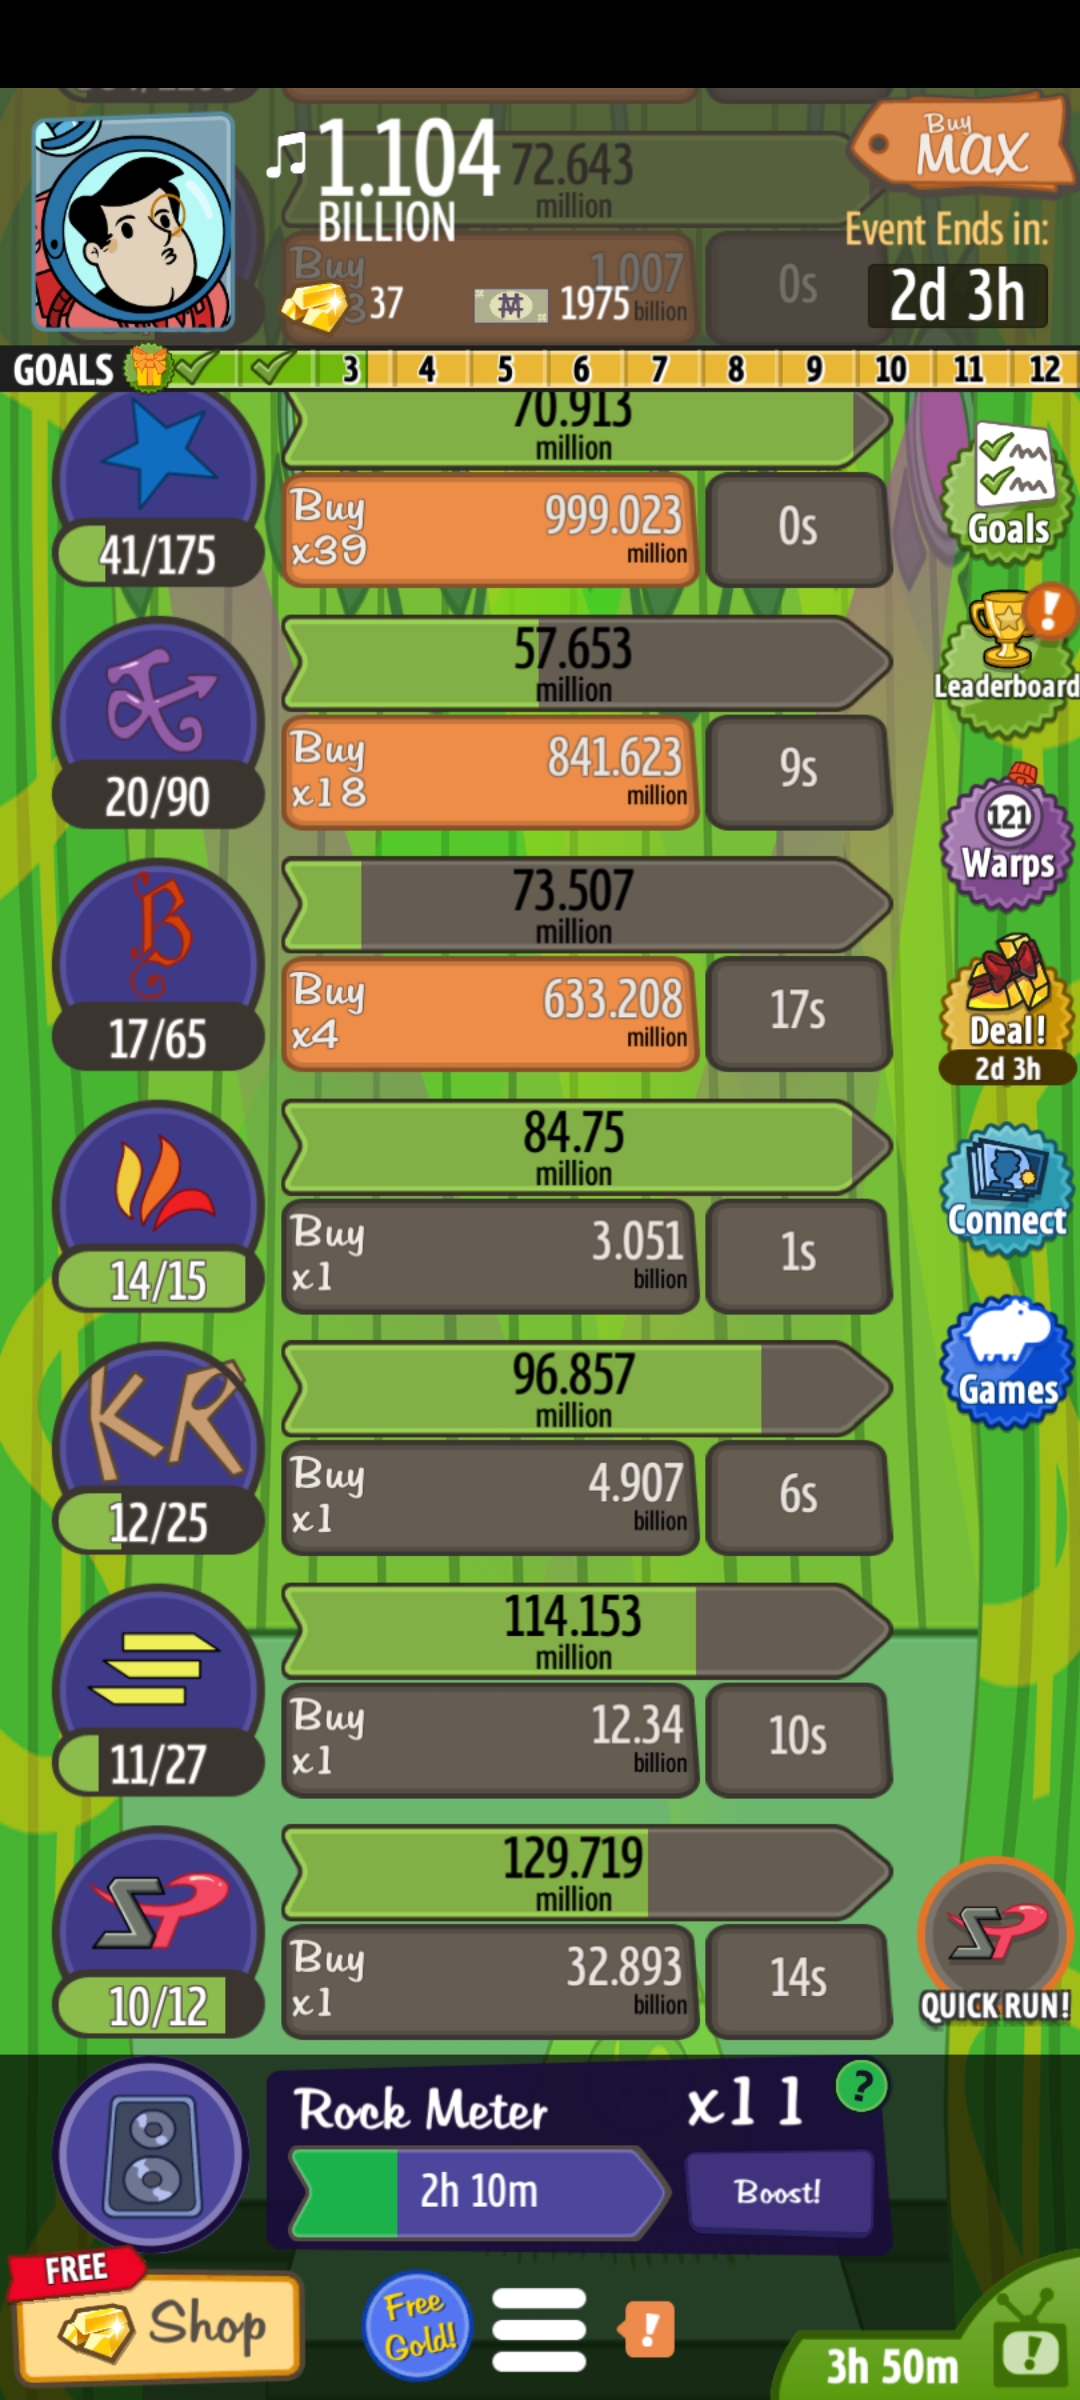 1.104
BILLION
72.643
million
Buy
MAX
Event Ends in:
2d 3h
Buy
1.007
billion
0s
37
1975
GOALS 3 4 5 6 7 8 9 10 11 12
70.913
million
41/175
Buy
x39
999.023
million
0s
Goals
57.653
million
20/90
Buy
x18
841.623
million
9s
Leaderboard
73.507
million
17/65
Buy
x4
633.208
million
17s
121
Warps
Deal!
2d 3h
84.75
million
14/15
Buy
x1
3.051
billion
1s
Connect
96.857
million
KR
12/25
Buy
x1
4.907
billion
6s
Games
114.153
million
11/27
Buy
x1
12.34
billion
10s
129.719
million
SP
10/12
Buy
x1
32.893
billion
14s
SP
QUICK RUN!
Rock Meter
x11
?
2h 10m
Boost!
FREE
Shop
Free
Gold!
!
3h 50m
!